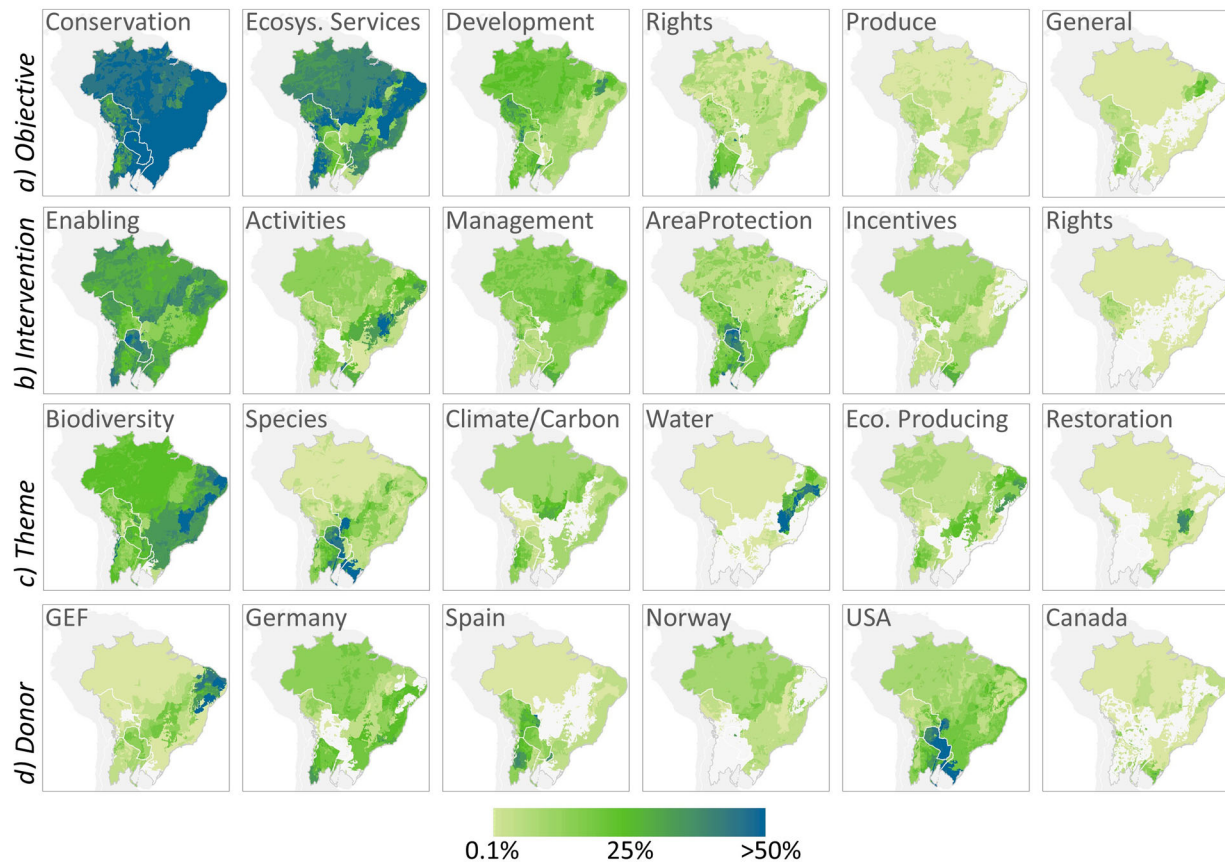 Conservation
Ecosys. Services
Development
Rights
Produce
General
a) Objective
Enabling
Activities
Management
AreaProtection
Incentives
Rights
b) Intervention
Biodiversity
Species
Climate/Carbon
Water
Eco. Producing
Restoration
c) Theme
GEF
Germany
Spain
Norway
USA
Canada
d) Donor
0.1%
25%
>50%